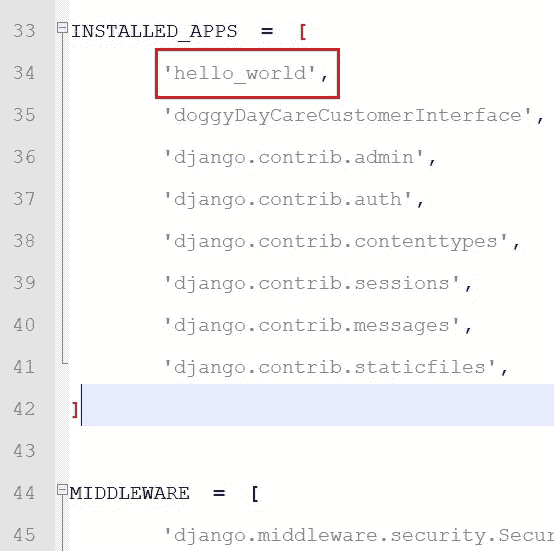 33 INSTALLED_APPS = [
34 'hello_world',
35 'doggyDayCareCustomerInterface',
36 'django.contrib.admin',
37 'django.contrib.auth',
38 'django.contrib.contenttypes',
39 'django.contrib.sessions',
40 'django.contrib.messages',
41 'django.contrib.staticfiles',
42 ]
43
44 MIDDLEWARE = [
45 'django.middleware.security.Secur